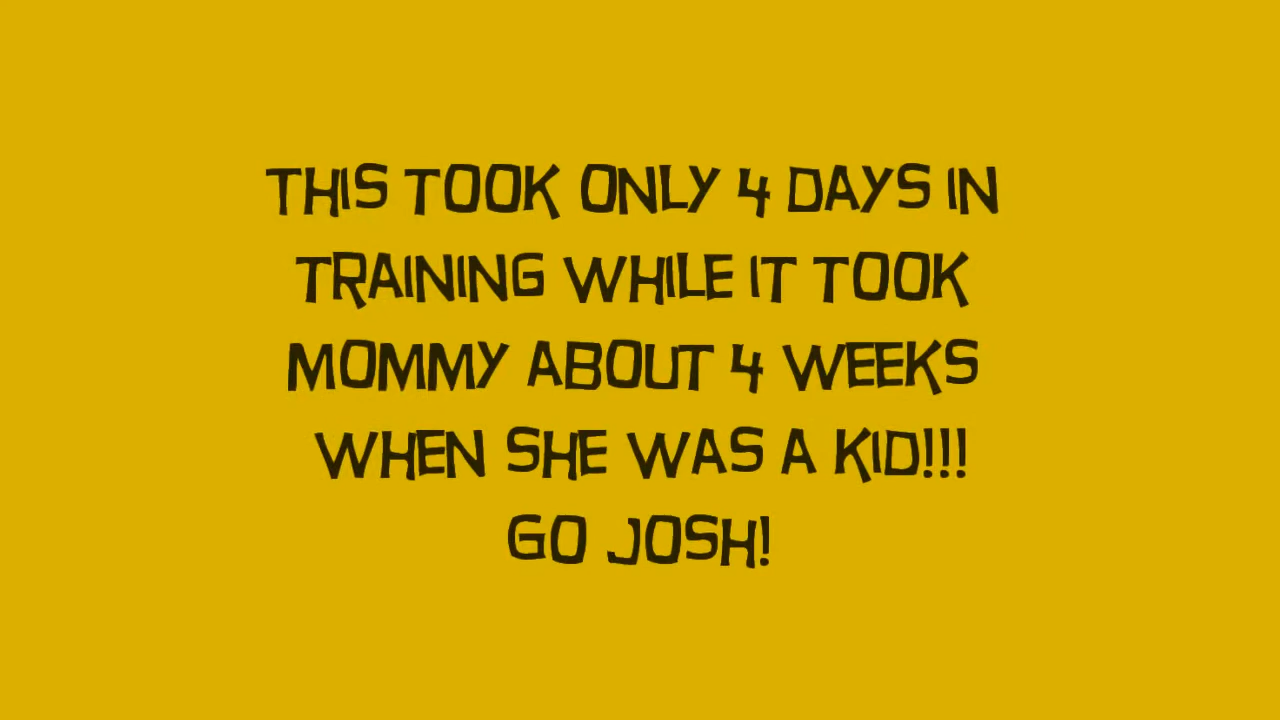 THIS TOOK ONLY 4 DAYS IN
TRAINING WHILE IT TOOK
MOMMY ABOUT 4 WEEKS
WHEN SHE WAS A KID!!!
GO JOSH!